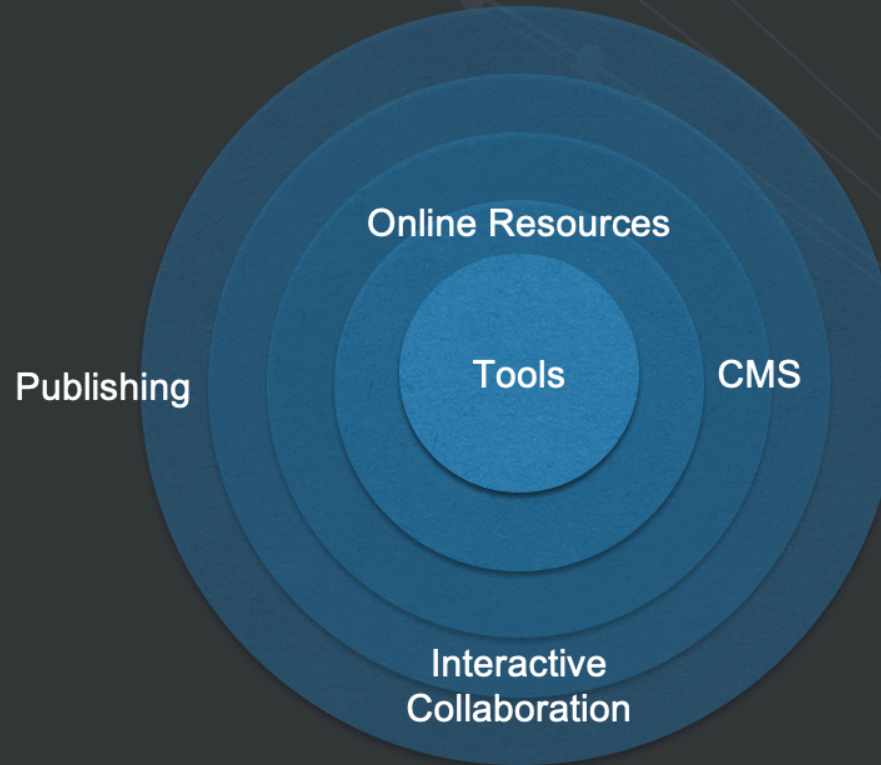 Online Resources
Tools
CMS
Publishing
Interactive
Collaboration